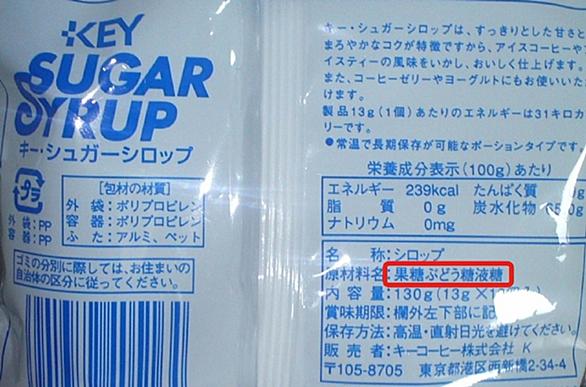 KEY
SUGAR
SYRUP
キー・シュガーシロップ
プラ
外袋:PP
容器:PP
[包材の材質]
外袋:ポリプロピレン
容器:ポリプロピレン
ふた:アルミ、ペット
ゴミの分別に際しては、お住まいの
自治体の区分に従ってください。
キー・シュガーシロップは、すっきりとした甘さと
まろやかなコクが特徴ですから、アイスコーヒーや
イスティーの風味をいかし、おいしく仕上げます。
また、コーヒーゼリーやヨーグルトにもお使いいた
けます。
製品13g(1個)あたりのエネルギーは31キロカ
リーです。
●常温で長期保存が可能なポーションタイプです。
栄養成分表示(100g)あたり
エネルギー 239kcal たんぱく質
脂質 0g 炭水化物
ナトリウム 0mg
名称:シロップ
原材料名:果糖ぶどう糖液糖
内容量:130g(13g×
賞味期限:欄外左下部に記
保存方法:高温・直射日光を避けてください
販売者:キーコーヒー株式会社 K
〒105-8705 東京都港区西新橋2-34-4